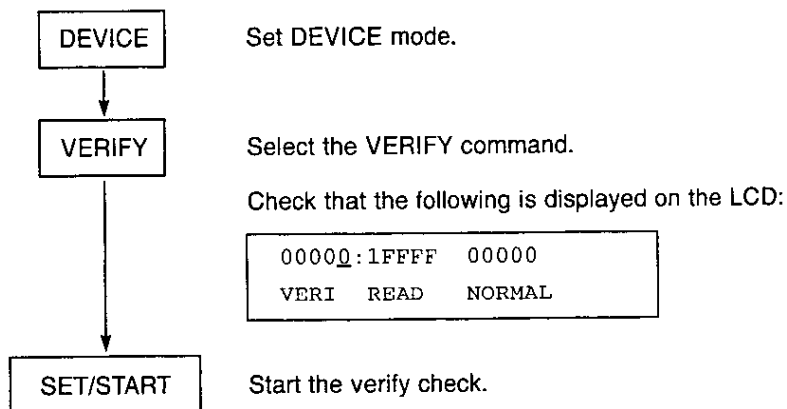 DEVICE Set DEVICE mode.
VERIFY Select the VERIFY command.
Check that the following is displayed on the LCD:
00000:1FFFF 00000
VERI READ NORMAL
SET/START Start the verify check.